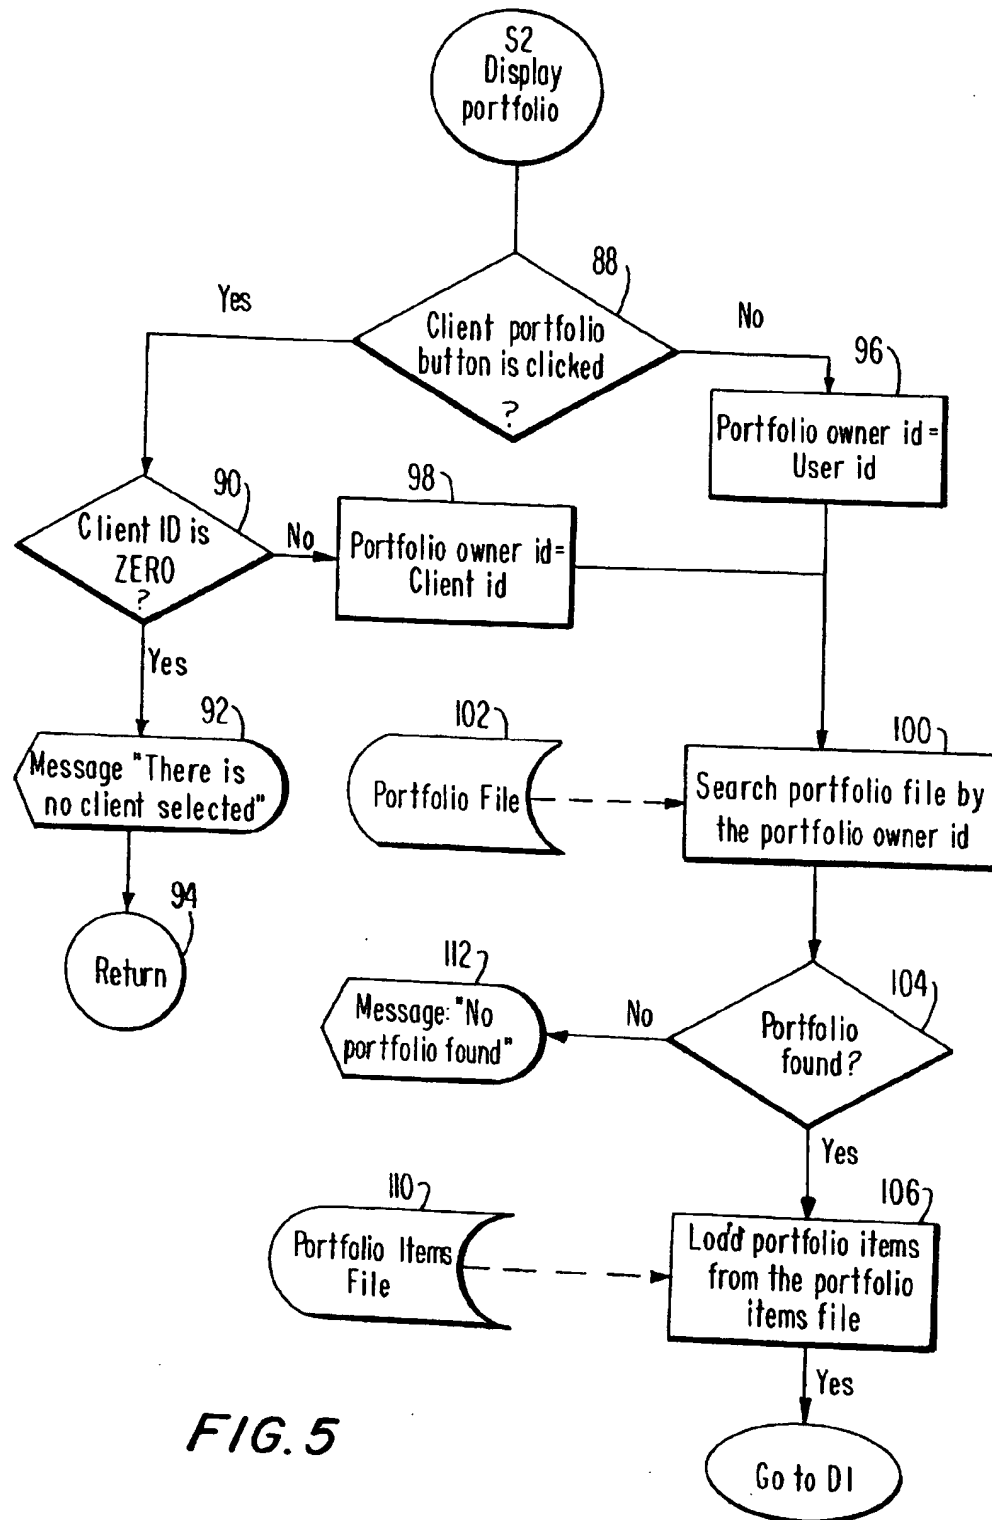 S2
Display
portfolio
88
Yes
No
Client portfolio
button is clicked
?
96
Portfolio owner id=
User id
90
98
Client ID is
ZERO
?
No
Portfolio owner id=
Client id
Yes
92
102
100
Message "There is
no client selected"
Portfolio File
Search portfolio file by
the portfolio owner id
94
Return
112
104
Message: "No
portfolio found"
No
Portfolio
found?
Yes
110
106
Portfolio Items
File
Load portfolio items
from the portfolio
items file
Yes
FIG. 5
Go to D1